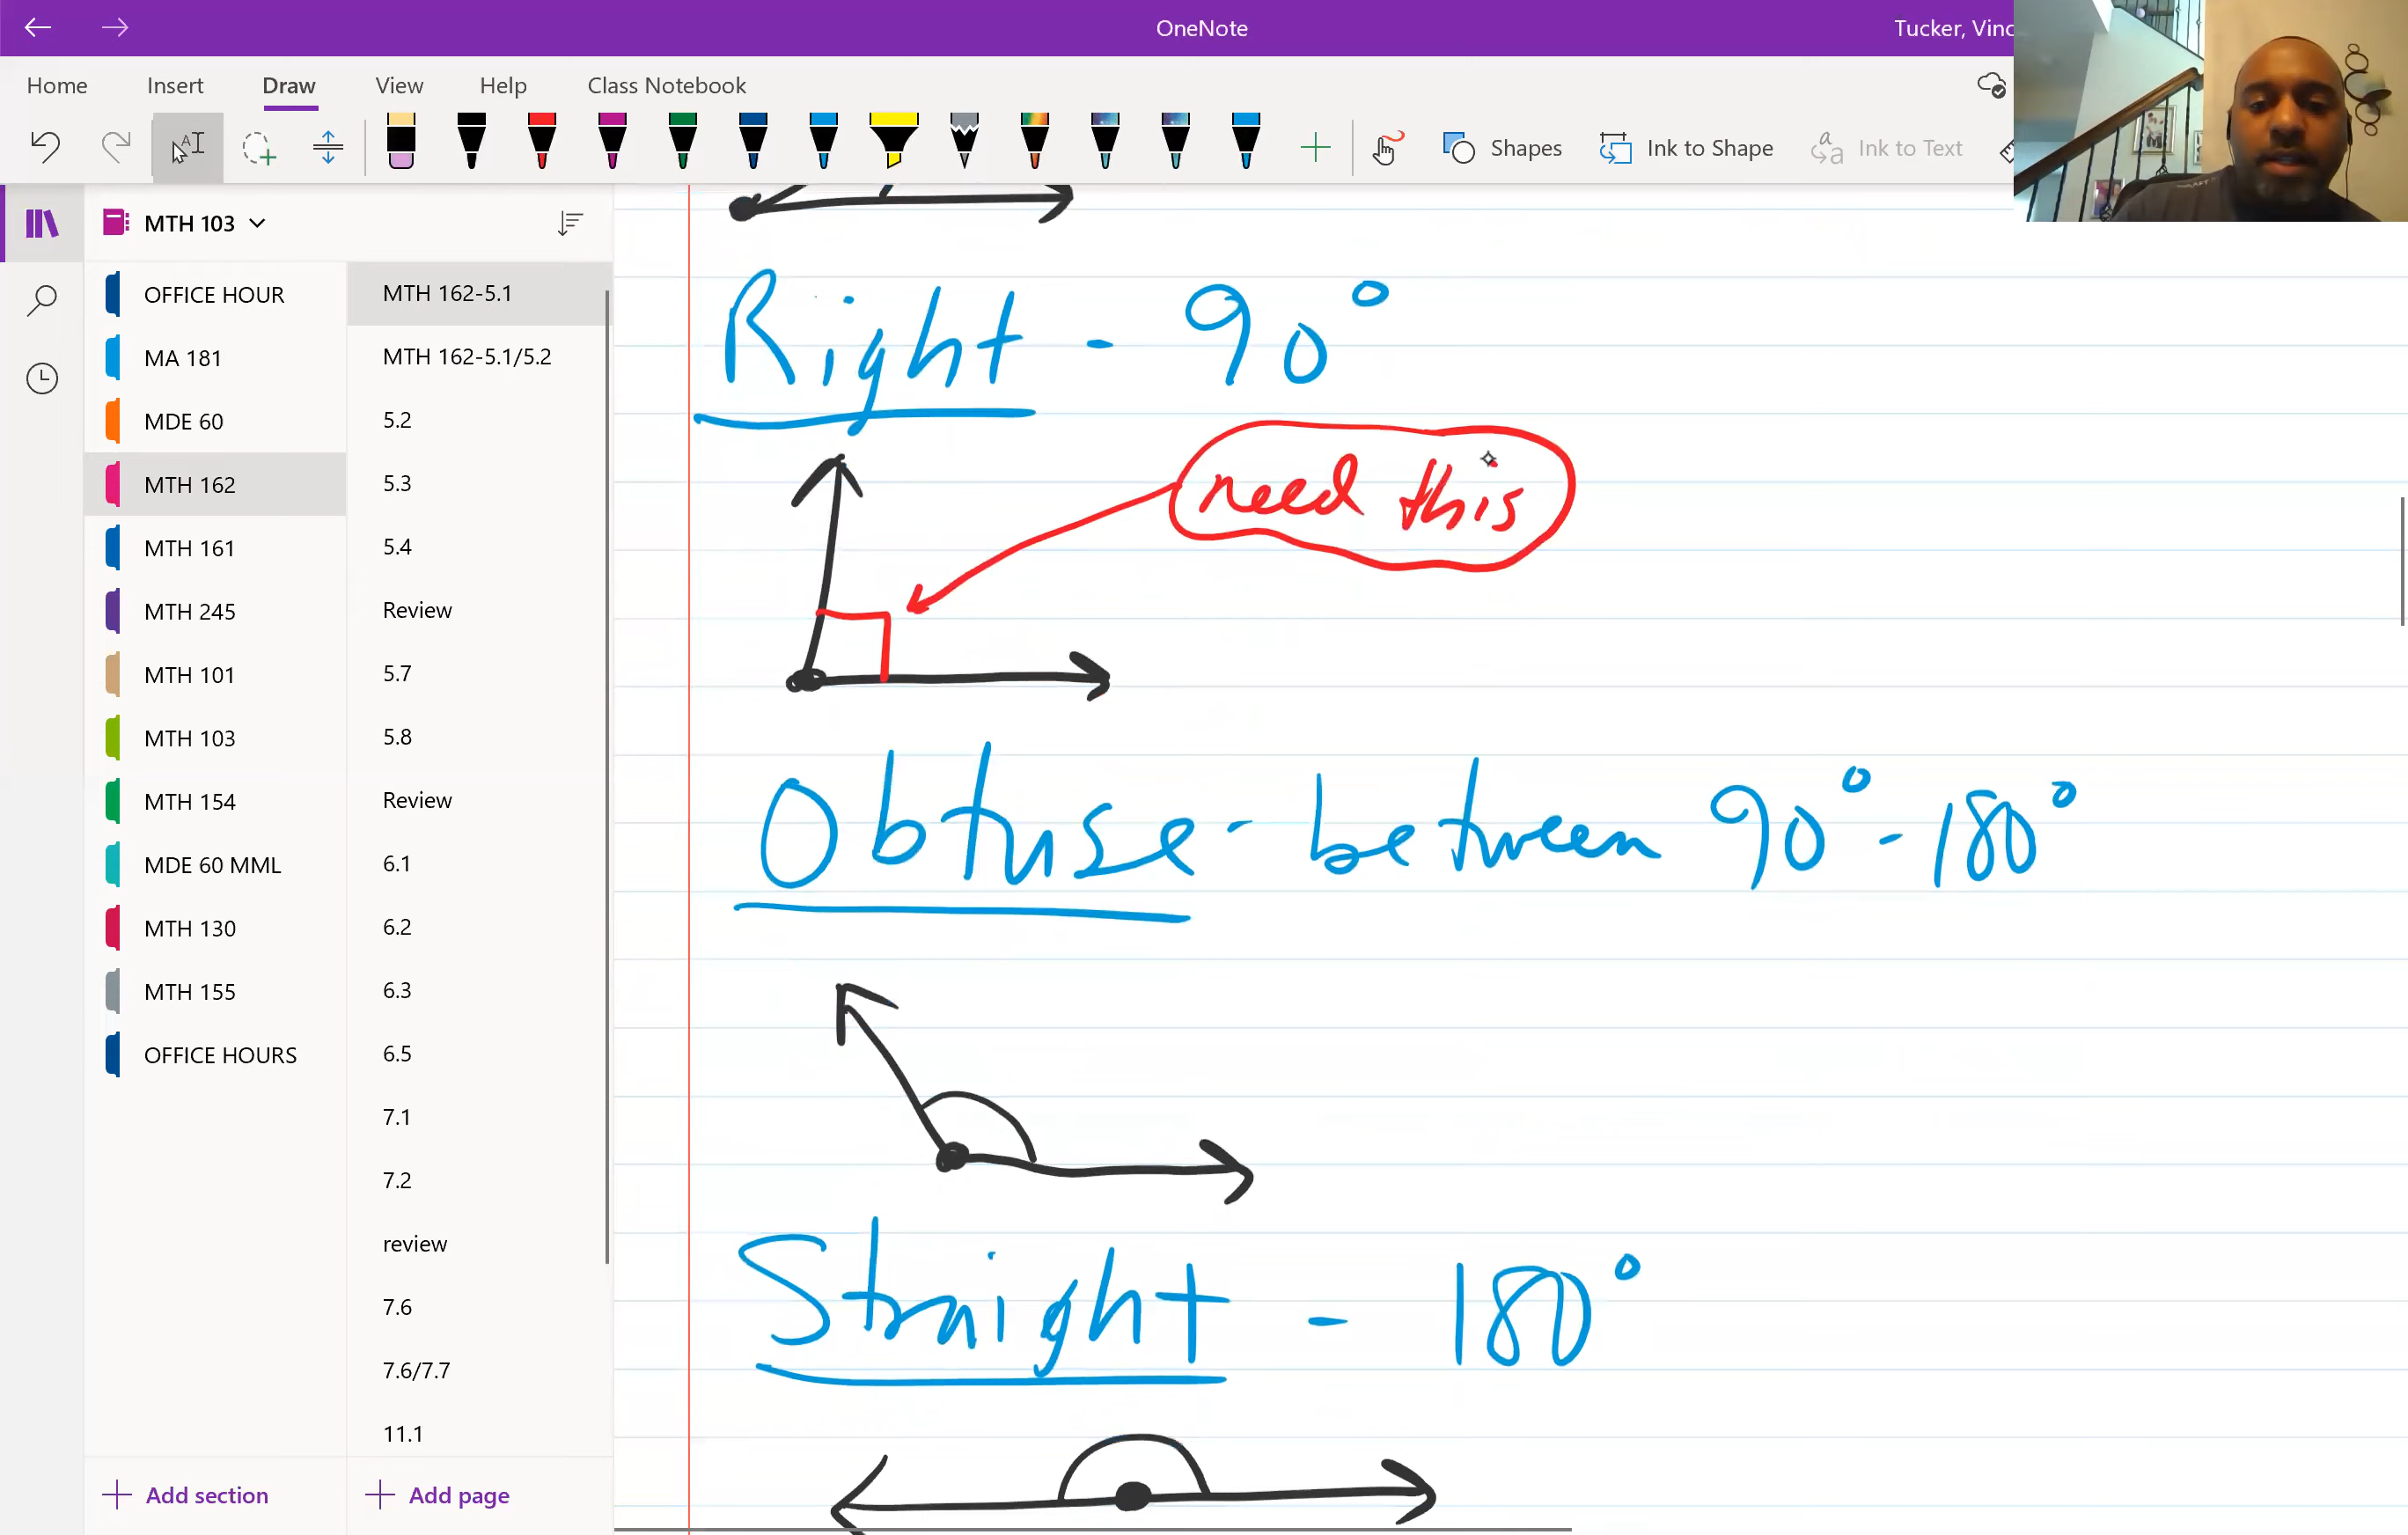 OneNote
Tucker, Vinc
Home Insert Draw View Help Class Notebook
Shapes Ink to Shape Ink to Text
MTH 103
OFFICE HOUR
MA 181
MDE 60
MTH 162
MTH 161
MTH 245
MTH 101
MTH 103
MTH 154
MDE 60 MML
MTH 130
MTH 155
OFFICE HOURS
Add section
MTH 162-5.1
MTH 162-5.1/5.2
5.2
5.3
5.4
Review
5.7
5.8
Review
6.1
6.2
6.3
6.5
7.1
7.2
review
7.6
7.6/7.7
11.1
Add page
Right - 90°
need this
Obtuse - between 90° - 180°
Straight - 180°